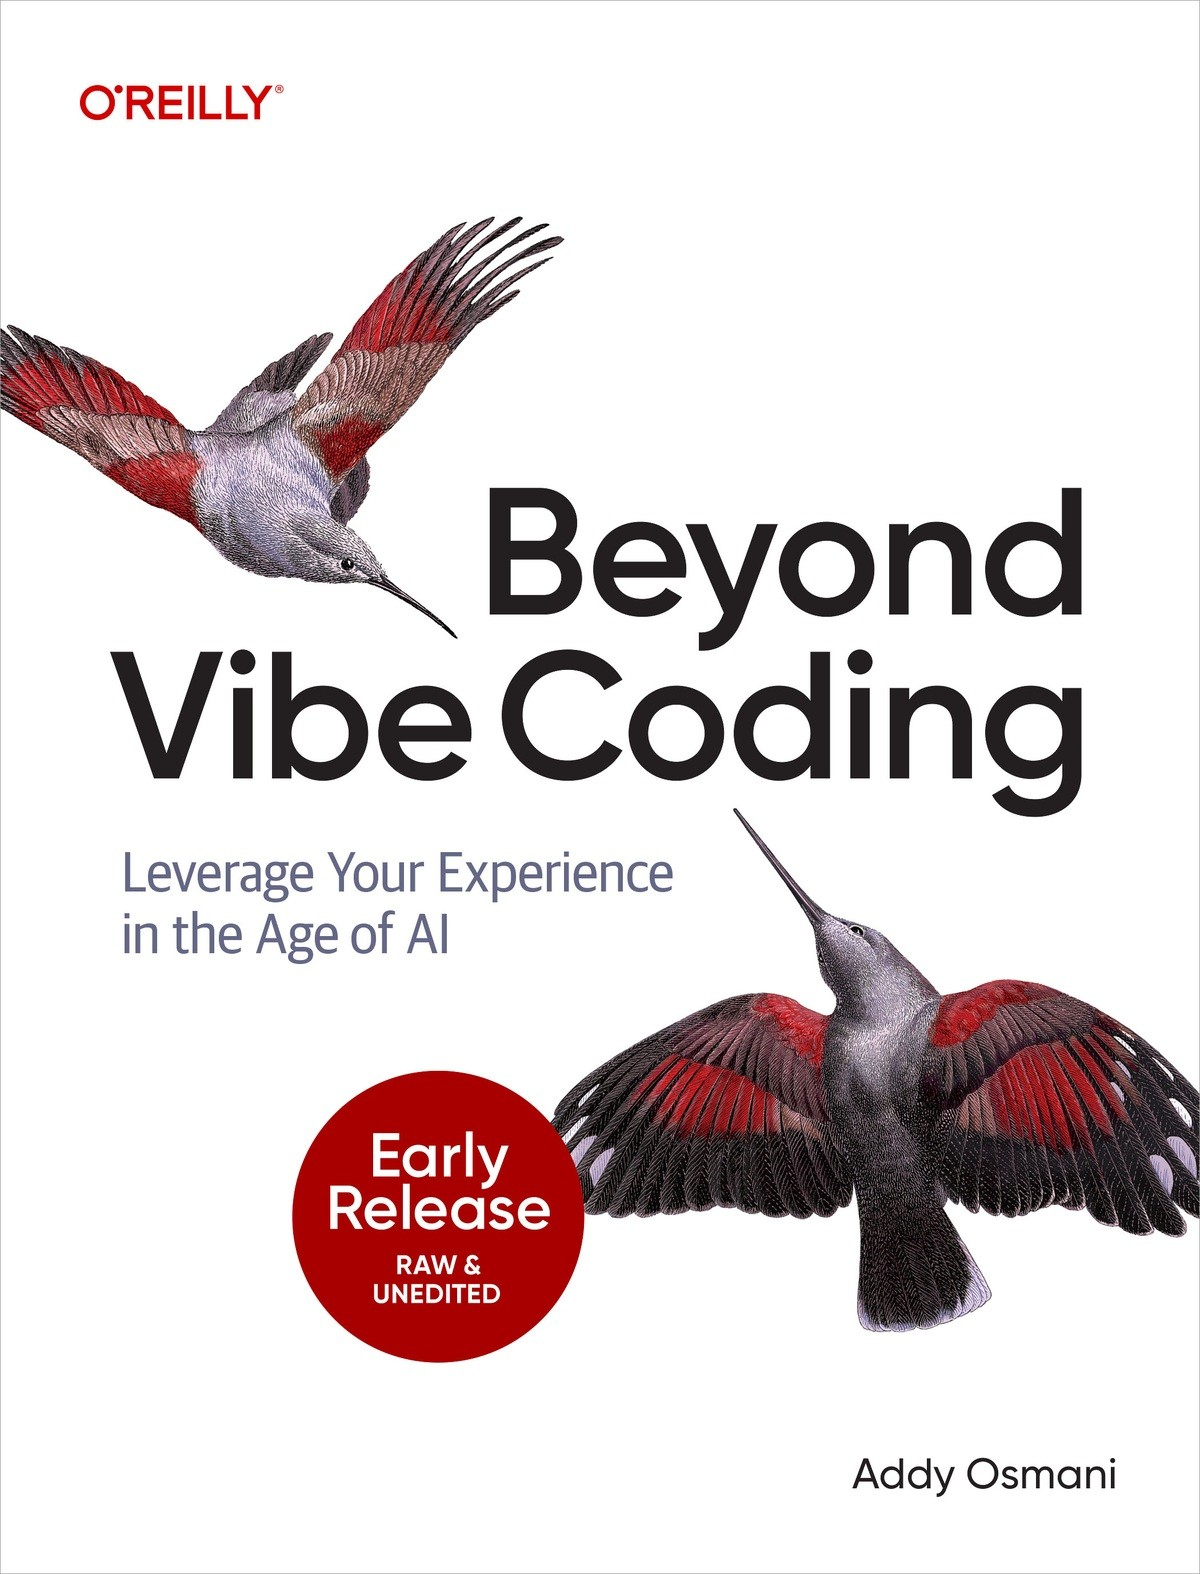 O'REILLY®
Beyond
Vibe Coding
Leverage Your Experience
in the Age of AI
Early
Release
RAW &
UNEDITED
Addy Osmani